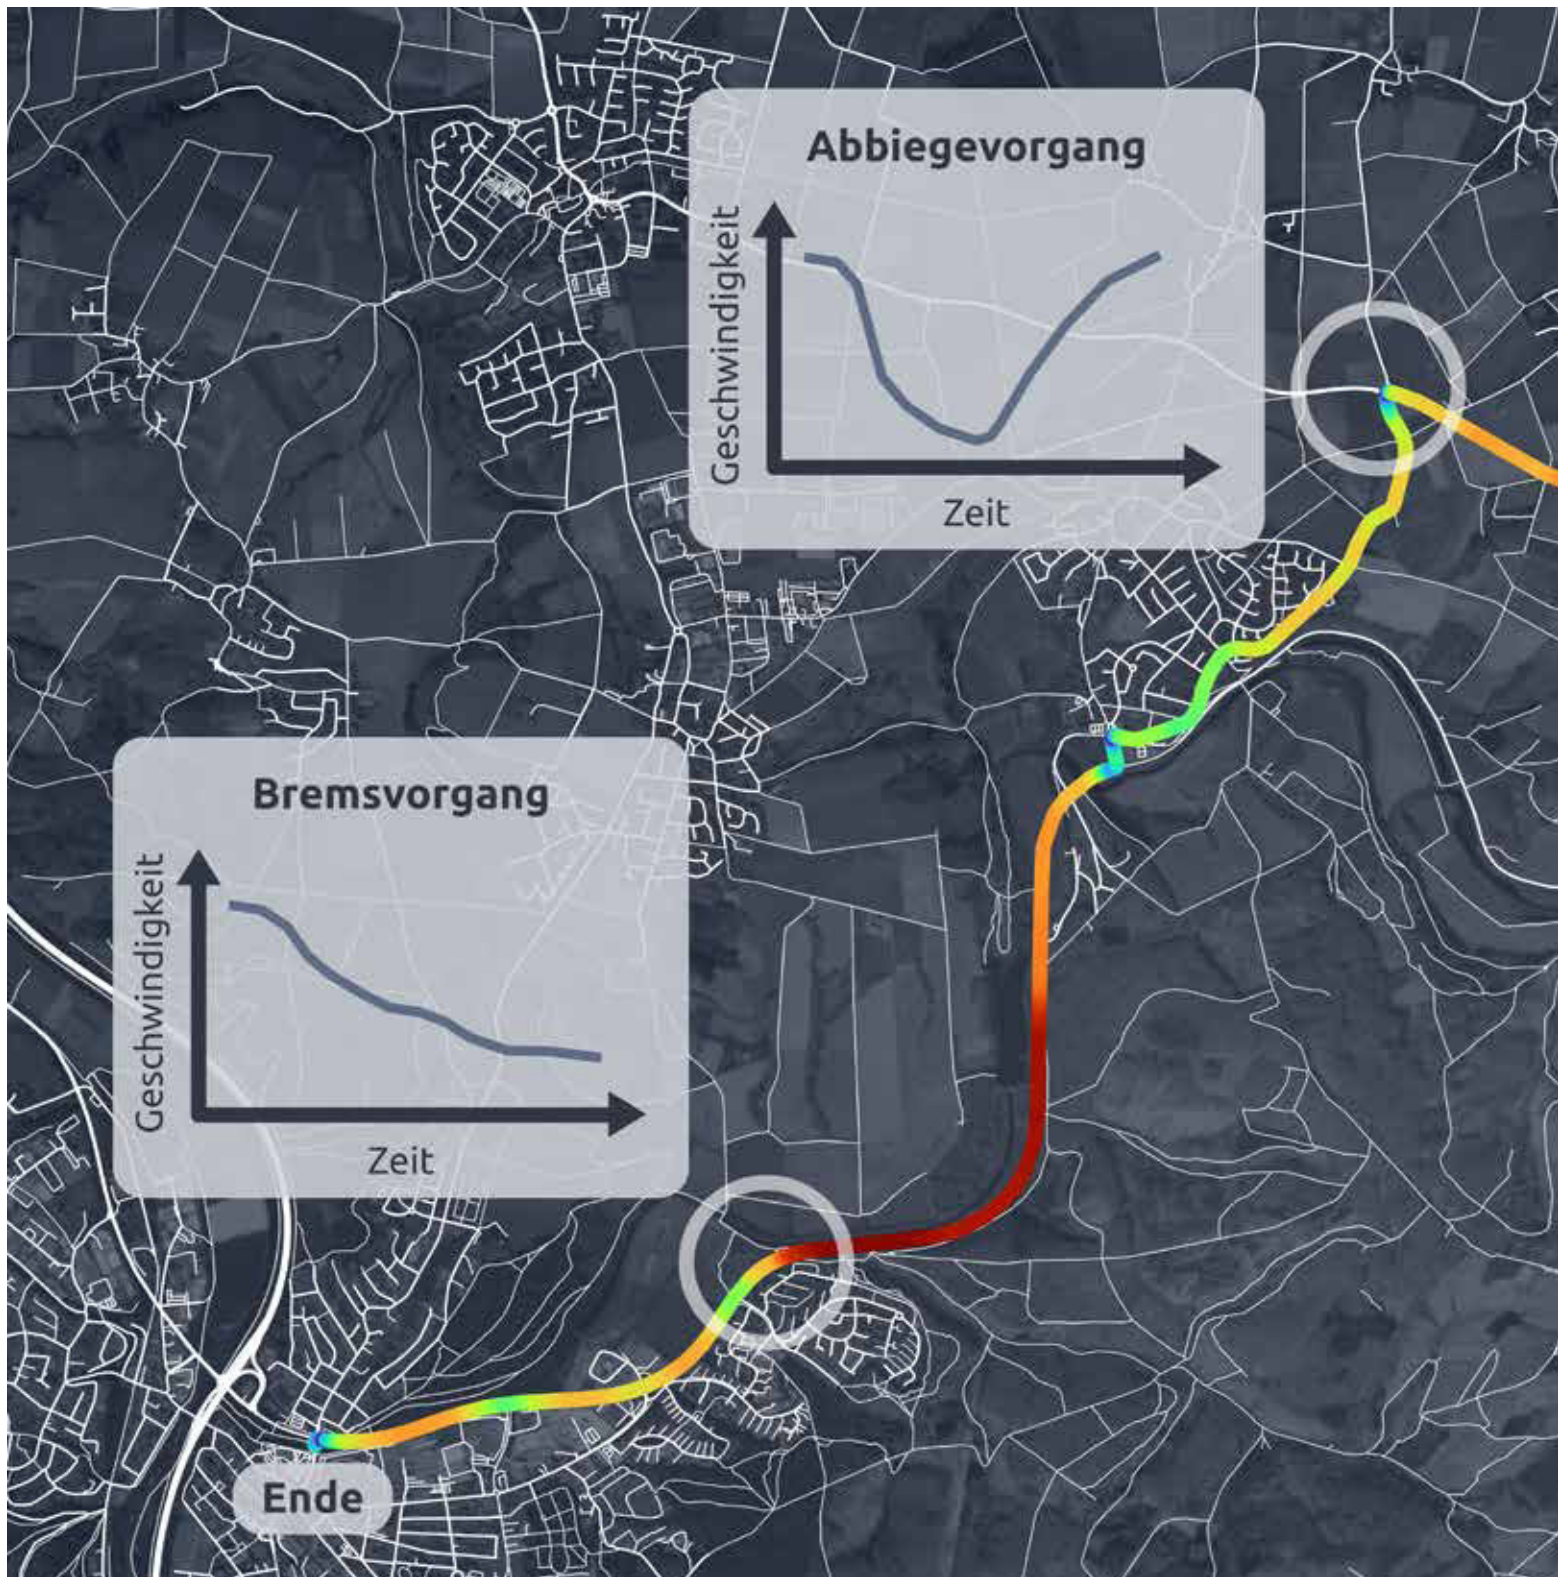 Abbiegevorgang
Geschwindigkeit
Zeit
Bremsvorgang
Geschwindigkeit
Zeit
Ende